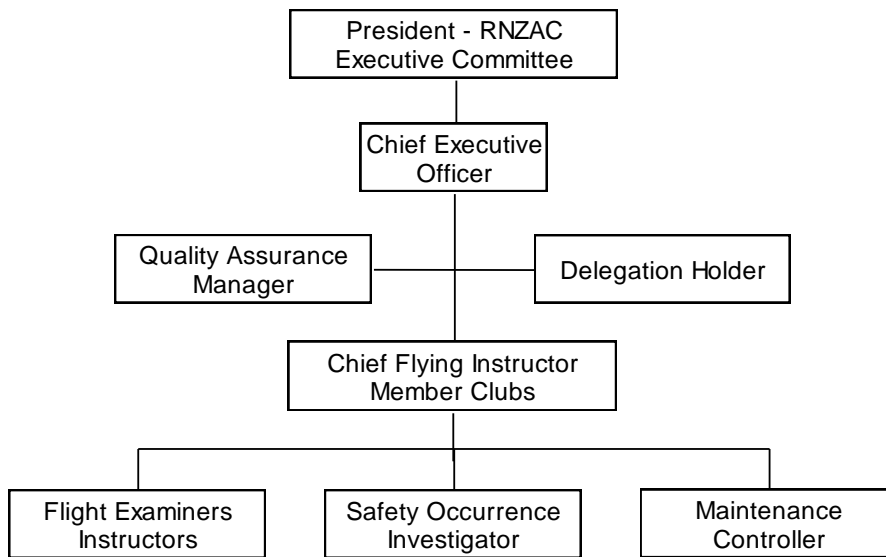 President - RNZAC
Executive Committee
Chief Executive
Officer
Quality Assurance
Manager
Delegation Holder
Chief Flying Instructor
Member Clubs
Flight Examiners
Instructors
Safety Occurrence
Investigator
Maintenance
Controller